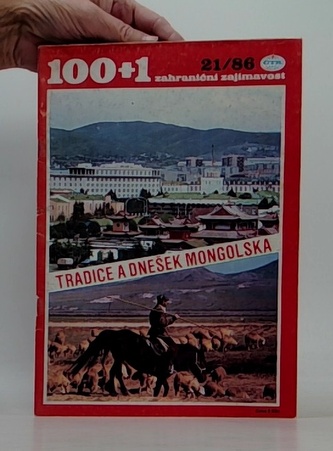 100+1
21/86
ČTK
zahraniční zajímavost
TRADICE A DNEŠEK MONGOLSKA